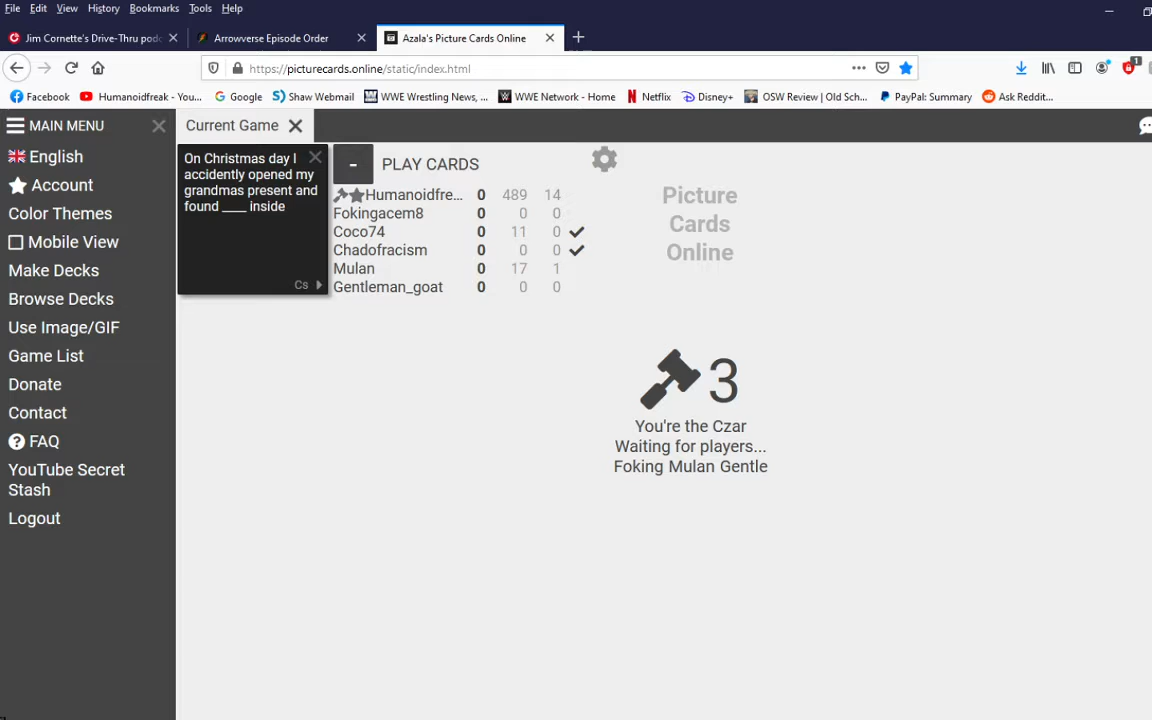 File Edit View History Bookmarks Tools Help
Jim Cornette's Drive-Thru pod
Arrowverse Episode Order
Azala's Picture Cards Online
https://picturecards.online/static/index.html
1
Facebook
Humanoidfreak - You...
Google
Shaw Webmail
WWE Wrestling News, ...
WWE Network - Home
Netflix
Disney+
OSW Review | Old Sch...
PayPal: Summary
Ask Reddit...
MAIN MENU
English
Account
Color Themes
Mobile View
Make Decks
Browse Decks
Use Image/GIF
Game List
Donate
Contact
FAQ
YouTube Secret
Stash
Logout
Current Game
On Christmas day I
accidently opened my
grandmas present and
found ____ inside
Cs
- PLAY CARDS
Humanoidfre... 0 489 14
Fokingacem8 0 0 0
Coco74 0 11 0
Chadofracism 0 0 0
Mulan 0 17 1
Gentleman_goat 0 0 0
Picture
Cards
Online
3
You're the Czar
Waiting for players...
Foking Mulan Gentle